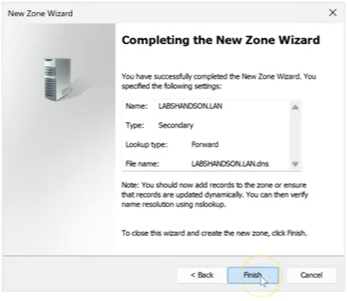 New Zone Wizard
Completing the New Zone Wizard
You have successfully completed the New Zone Wizard. You
specified the following settings:
Name: LABSHANDSON.LAN
Type: Secondary
Lookup type: Forward
File name: LABSHANDSON.LAN.dns
Note: You should now add records to the zone or ensure
that records are updated dynamically. You can then verify
name resolution using nslookup.
To close this wizard and create the new zone, click Finish.
< Back Finish Cancel